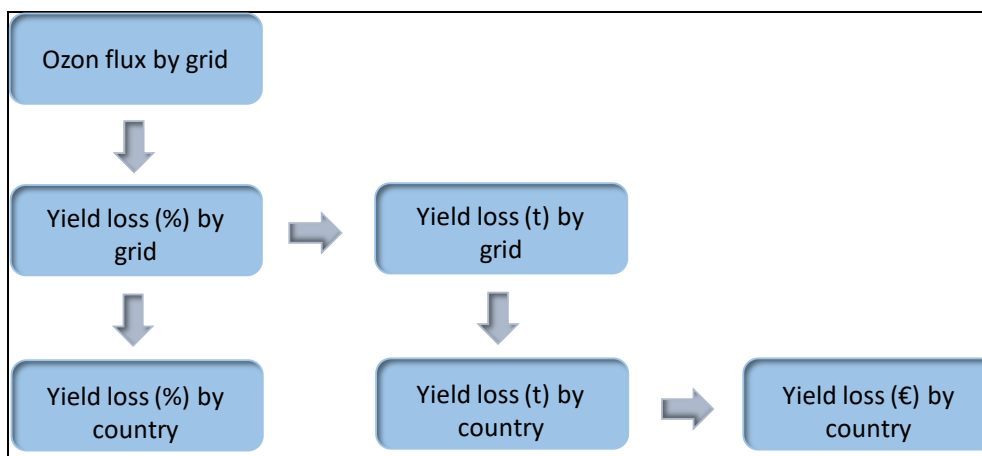 Ozon flux by grid
Yield loss (%) by
grid
Yield loss (t) by
grid
Yield loss (%) by
country
Yield loss (t) by
country
Yield loss (€) by
country